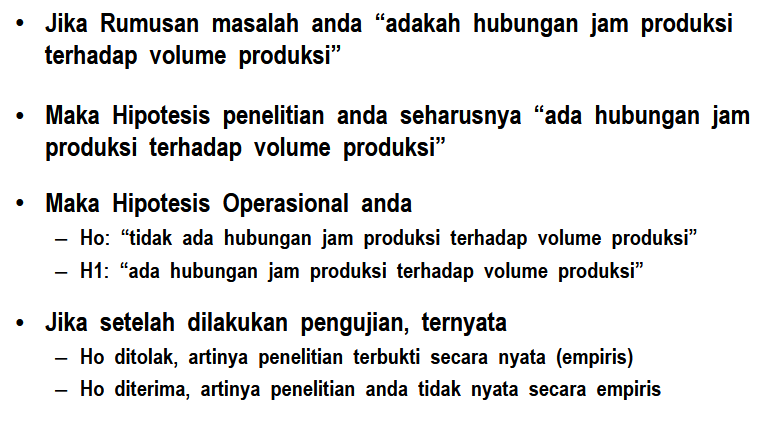 • Jika Rumusan masalah anda “adakah hubungan jam produksi
terhadap volume produksi”
• Maka Hipotesis penelitian anda seharusnya “ada hubungan jam
produksi terhadap volume produksi”
• Maka Hipotesis Operasional anda
– Ho: “tidak ada hubungan jam produksi terhadap volume produksi”
– H1: “ada hubungan jam produksi terhadap volume produksi”
• Jika setelah dilakukan pengujian, ternyata
– Ho ditolak, artinya penelitian terbukti secara nyata (empiris)
– Ho diterima, artinya penelitian anda tidak nyata secara empiris